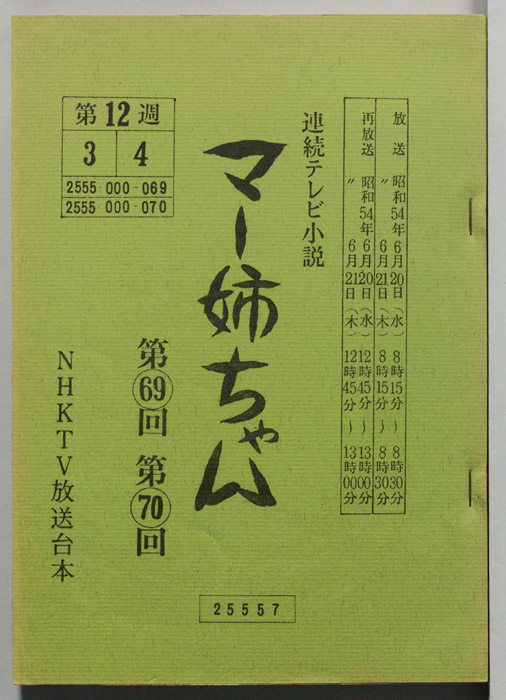 放送 昭和54年6月20日(水) 8時15分〜8時30分
〃 6月21日(木) 8時15分〜8時30分
再放送 昭和54年6月20日(水) 12時45分〜13時00分
〃 6月21日(木) 12時45分〜13時00分
連続テレビ小説
マー姉ちゃん
第69回 第70回
第12週
3 4
2555-000-069
2555-000-070
NHKTV放送台本
25557